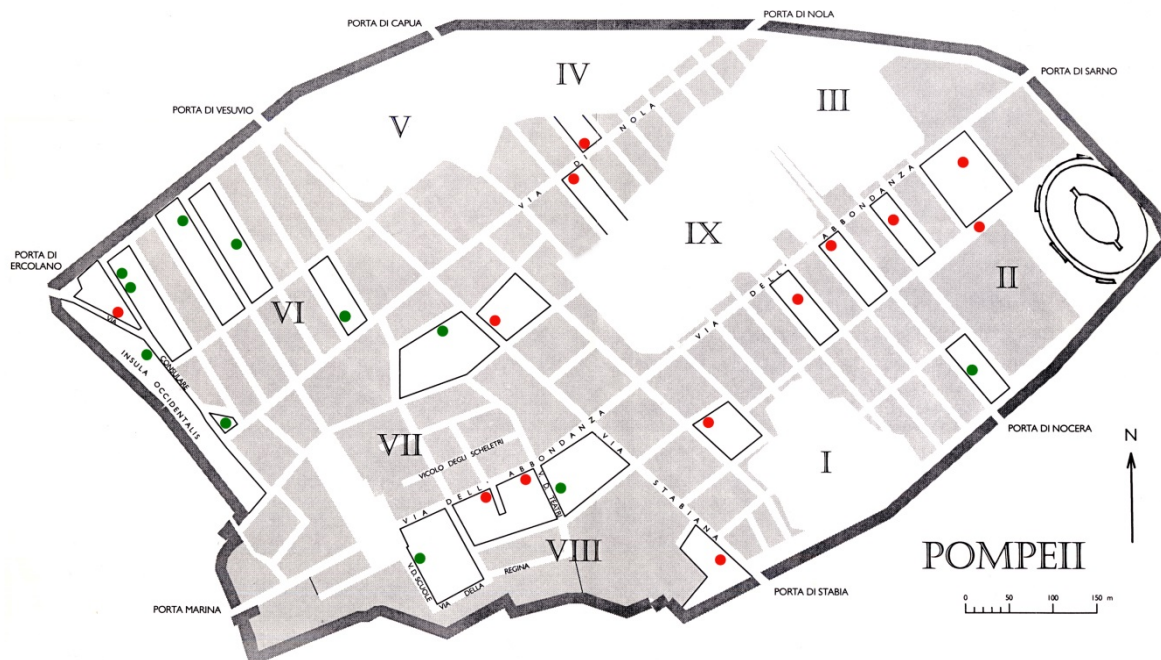 PORTA DI CAPUA
PORTA DI NOLA
PORTA DI SARNO
PORTA DI VESUVIO
IV
III
V
VIA DI NOLA
PORTA DI
ERCOLANO
IX
VIA DELL' ABBONDANZA
II
VI
VIA CONSULARE
INSULA OCCIDENTALIS
VII
VICOLO DEGLI SCHELETRI
VIA DELL' ABBONDANZA
V. D. TEATRI
VIA STABIANA
I
PORTA DI NOCERA
N
VIII
V. D. SCUOLE
VIA DELLA REGINA
POMPEII
PORTA MARINA
PORTA DI STABIA
0 50 100 150 m